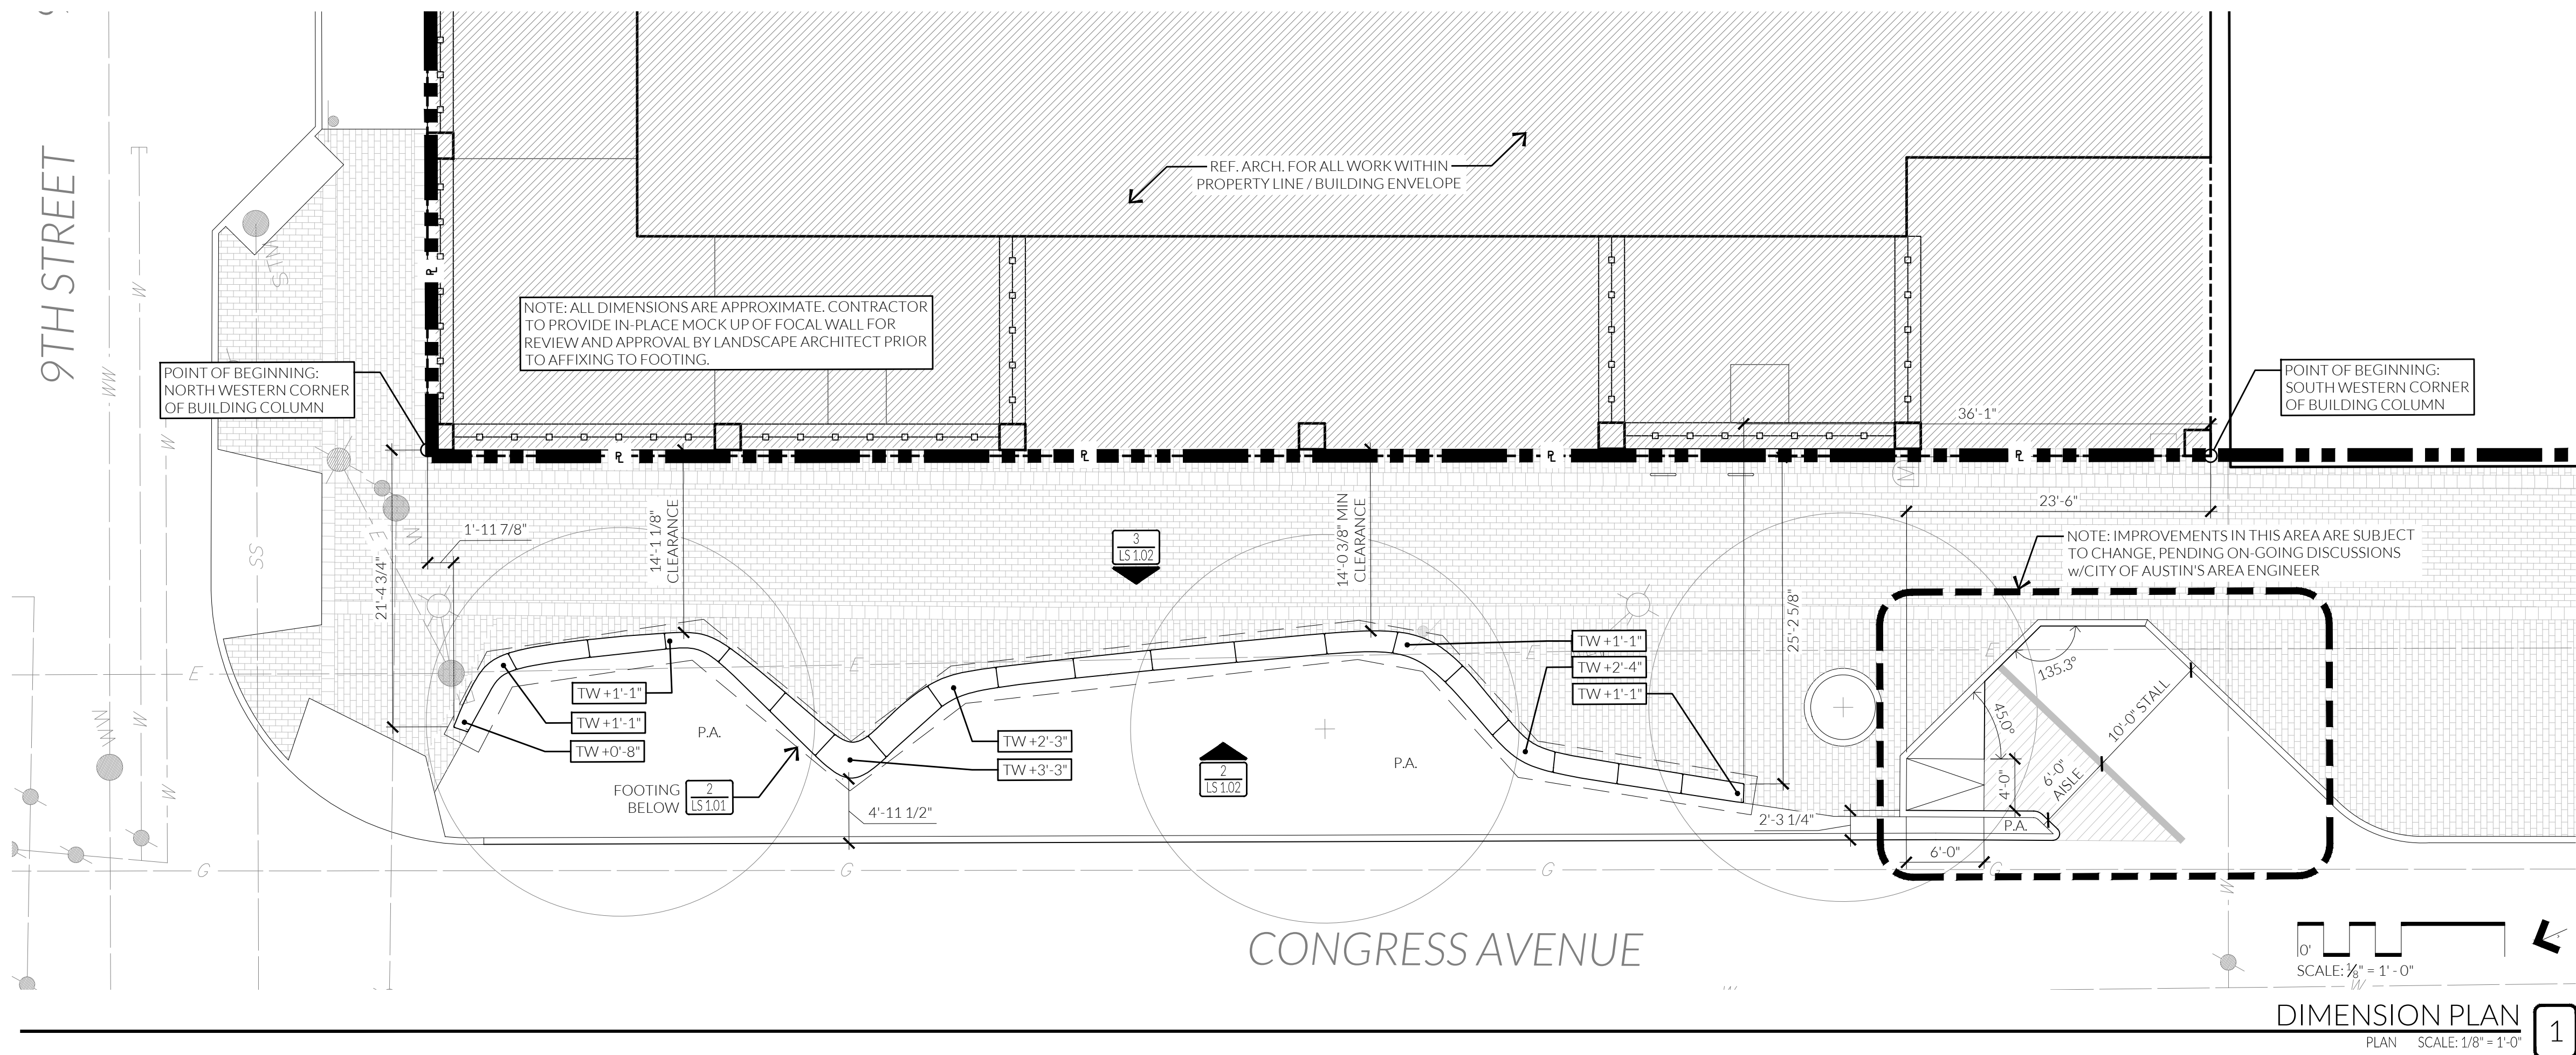 9TH STREET
REF. ARCH. FOR ALL WORK WITHIN
PROPERTY LINE / BUILDING ENVELOPE
NOTE: ALL DIMENSIONS ARE APPROXIMATE. CONTRACTOR
TO PROVIDE IN-PLACE MOCK UP OF FOCAL WALL FOR
REVIEW AND APPROVAL BY LANDSCAPE ARCHITECT PRIOR
TO AFFIXING TO FOOTING.
POINT OF BEGINNING:
NORTH WESTERN CORNER
OF BUILDING COLUMN
POINT OF BEGINNING:
SOUTH WESTERN CORNER
OF BUILDING COLUMN
36'-1"
23'-6"
1'-11 7/8"
21'-4 3/4"
14'-1 1/8"
CLEARANCE
14'-0 3/8" MIN
CLEARANCE
25'-2 5/8"
3
LS 1.02
NOTE: IMPROVEMENTS IN THIS AREA ARE SUBJECT
TO CHANGE, PENDING ON-GOING DISCUSSIONS
w/CITY OF AUSTIN'S AREA ENGINEER
TW +1'-1"
TW +1'-1"
TW +0'-8"
P.A.
TW +2'-3"
TW +3'-3"
TW +1'-1"
TW +2'-4"
TW +1'-1"
P.A.
2
LS 1.02
FOOTING
BELOW
2
LS 1.01
4'-11 1/2"
2'-3 1/4"
135.3°
45.0°
10'-0" STALL
6'-0"
AISLE
4'-0"
P.A.
6'-0"
WW
W
W
W
W
SS
E
E
E
E
G
G
G
G
W
W
CONGRESS AVENUE
0'
SCALE: 1/8" = 1' - 0"
DIMENSION PLAN
PLAN SCALE: 1/8" = 1'-0"
1